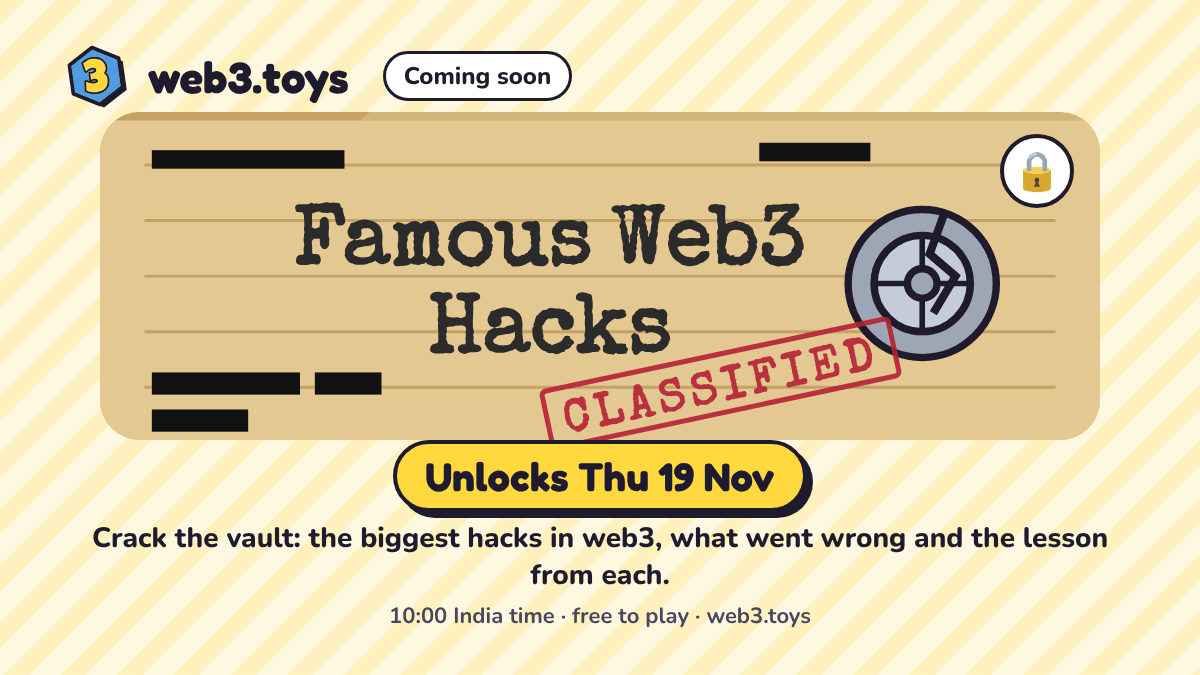 3
web3.toys
Coming soon
Famous Web3
Hacks
CLASSIFIED
Unlocks Thu 19 Nov
Crack the vault: the biggest hacks in web3, what went wrong and the lesson
from each.
10:00 India time · free to play · web3.toys